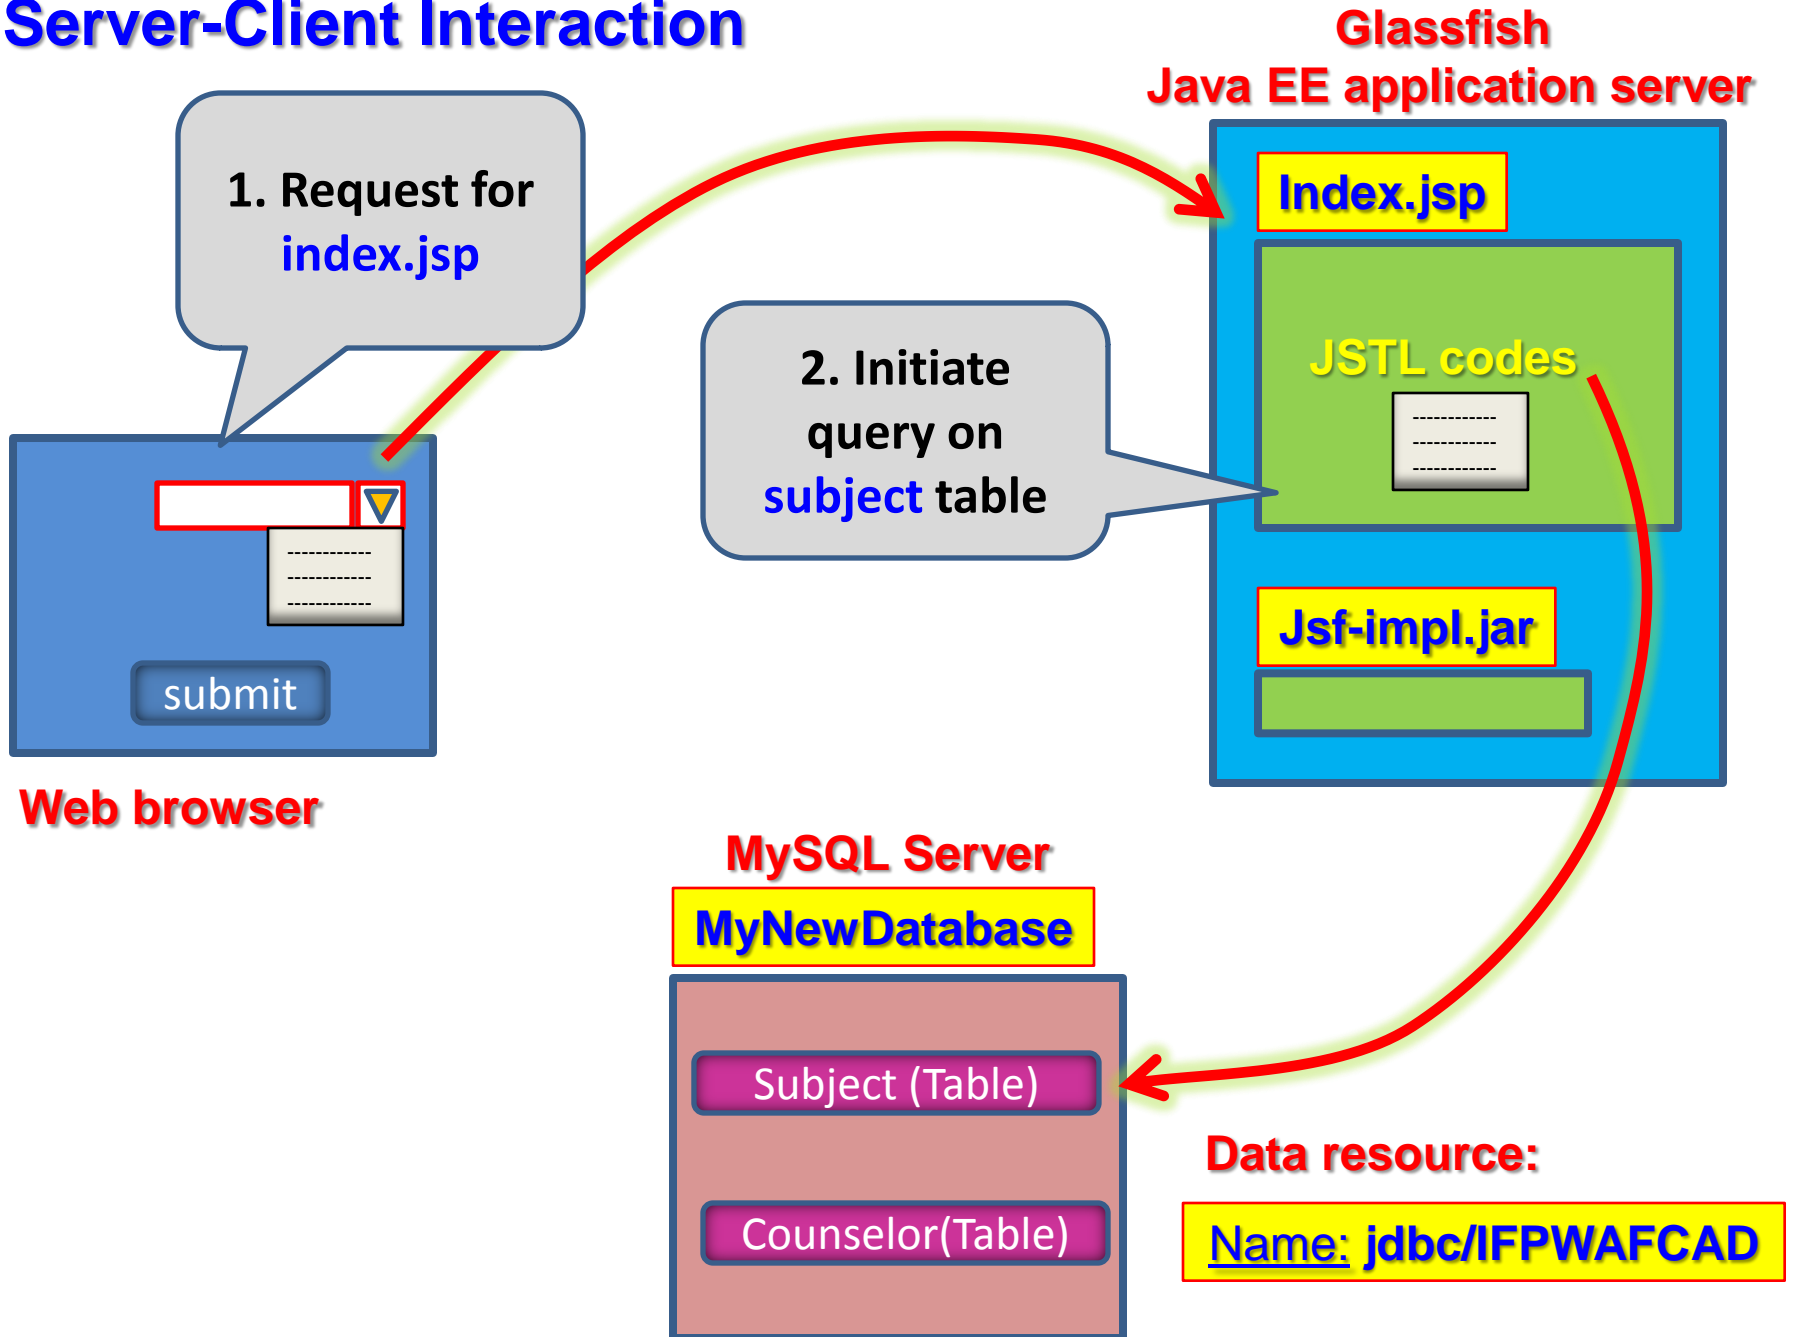 Server-Client Interaction
Glassfish
Java EE application server
1. Request for
index.jsp
Index.jsp
2. Initiate
query on
subject table
JSTL codes
------------
------------
------------
------------
------------
------------
submit
Jsf-impl.jar
Web browser
MySQL Server
MyNewDatabase
Subject (Table)
Counselor(Table)
Data resource:
Name: jdbc/IFPWAFCAD